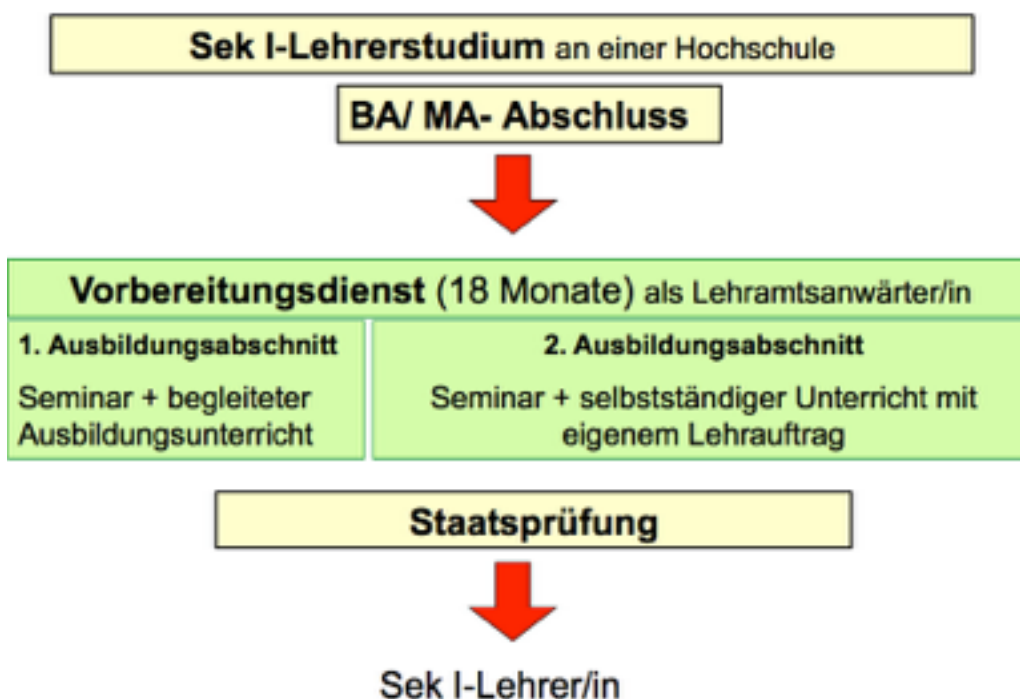 Sek I-Lehrerstudium an einer Hochschule
BA/ MA- Abschluss
Vorbereitungsdienst (18 Monate) als Lehramtsanwärter/in
1. Ausbildungsabschnitt
Seminar + begleiteter
Ausbildungsunterricht
2. Ausbildungsabschnitt
Seminar + selbstständiger Unterricht mit
eigenem Lehrauftrag
Staatsprüfung
Sek I-Lehrer/in